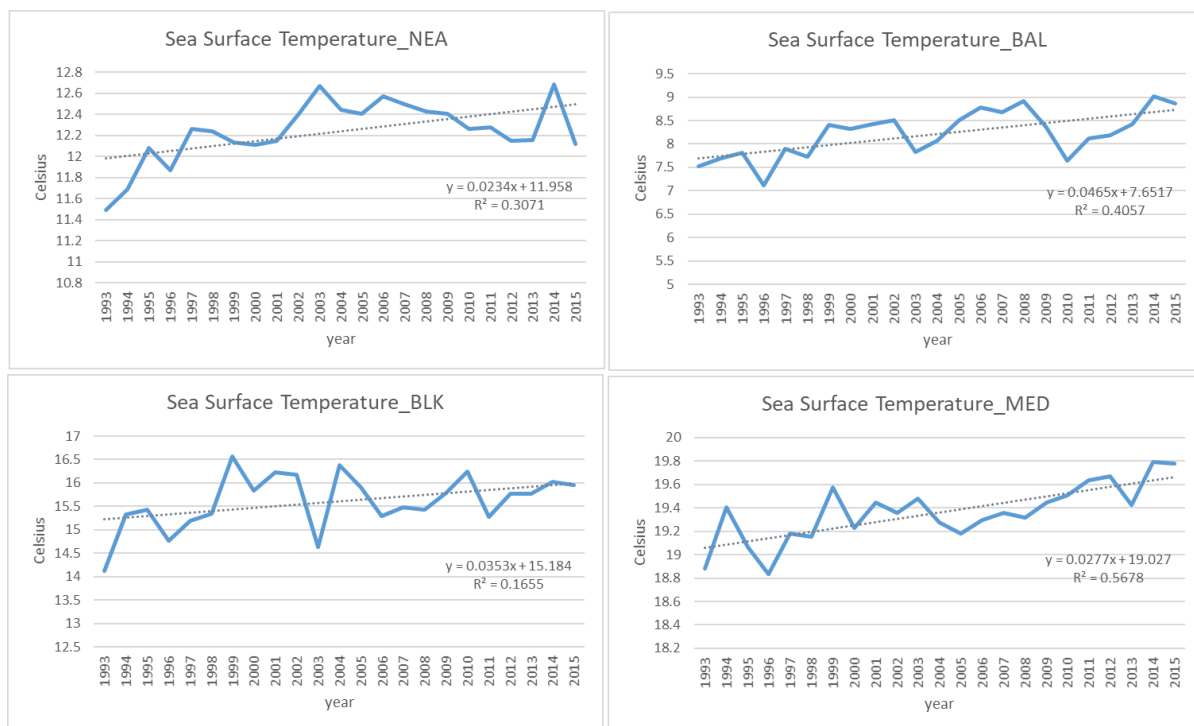 Sea Surface Temperature_NEA
Celsius
12.8
12.6
12.4
12.2
12
11.8
11.6
11.4
11.2
11
10.8
y = 0.0234x + 11.958
R² = 0.3071
1993 1994 1995 1996 1997 1998 1999 2000 2001 2002 2003 2004 2005 2006 2007 2008 2009 2010 2011 2012 2013 2014 2015
year
Sea Surface Temperature_BAL
Celsius
9.5
9
8.5
8
7.5
7
6.5
6
5.5
5
y = 0.0465x + 7.6517
R² = 0.4057
1993 1994 1995 1996 1997 1998 1999 2000 2001 2002 2003 2004 2005 2006 2007 2008 2009 2010 2011 2012 2013 2014 2015
year
Sea Surface Temperature_BLK
Celsius
17
16.5
16
15.5
15
14.5
14
13.5
13
12.5
y = 0.0353x + 15.184
R² = 0.1655
1993 1994 1995 1996 1997 1998 1999 2000 2001 2002 2003 2004 2005 2006 2007 2008 2009 2010 2011 2012 2013 2014 2015
year
Sea Surface Temperature_MED
Celsius
20
19.8
19.6
19.4
19.2
19
18.8
18.6
18.4
18.2
y = 0.0277x + 19.027
R² = 0.5678
1993 1994 1995 1996 1997 1998 1999 2000 2001 2002 2003 2004 2005 2006 2007 2008 2009 2010 2011 2012 2013 2014 2015
year